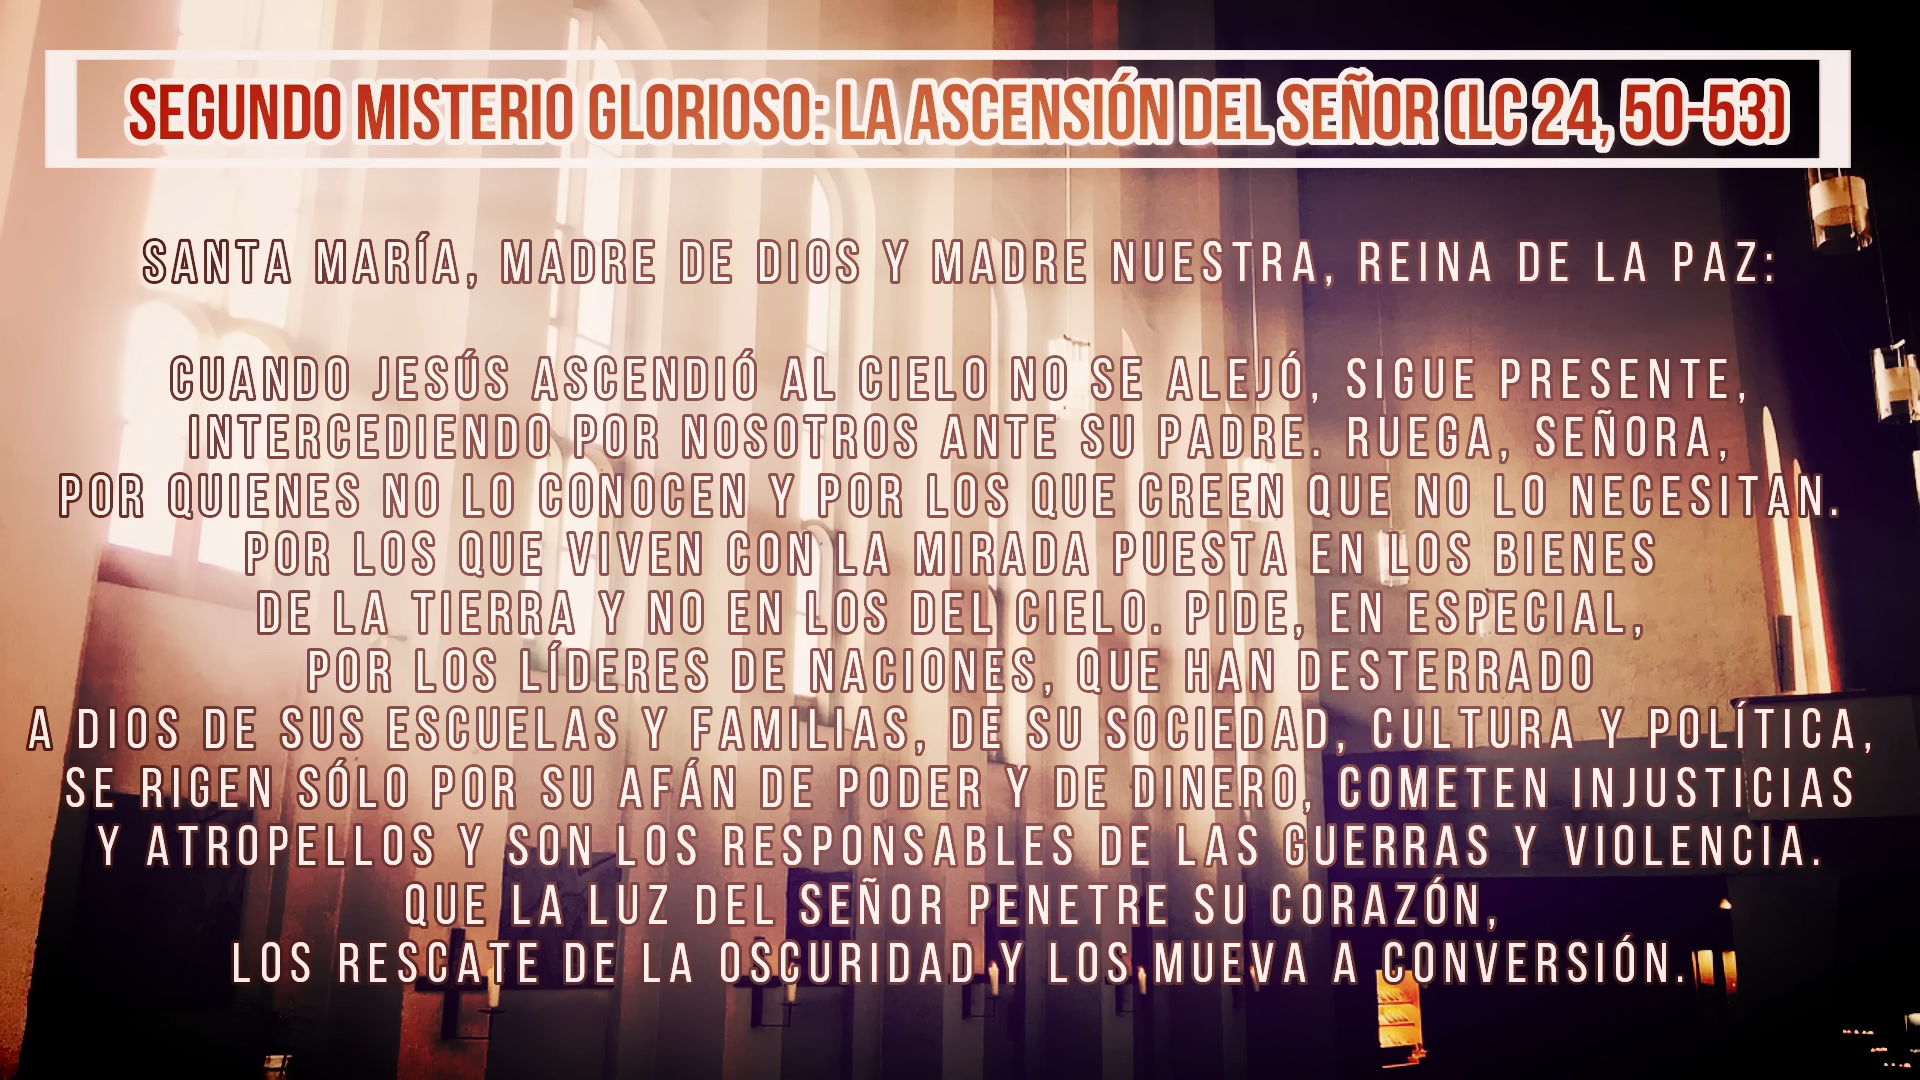 SEGUNDO MISTERIO GLORIOSO: LA ASCENSIÓN DEL SEÑOR (LC 24, 50-53)
SANTA MARÍA, MADRE DE DIOS Y MADRE NUESTRA, REINA DE LA PAZ:
CUANDO JESÚS ASCENDIÓ AL CIELO NO SE ALEJÓ, SIGUE PRESENTE,
INTERCEDIENDO POR NOSOTROS ANTE SU PADRE. RUEGA, SEÑORA,
POR QUIENES NO LO CONOCEN Y POR LOS QUE CREEN QUE NO LO NECESITAN.
POR LOS QUE VIVEN CON LA MIRADA PUESTA EN LOS BIENES
DE LA TIERRA Y NO EN LOS DEL CIELO. PIDE, EN ESPECIAL,
POR LOS LÍDERES DE NACIONES, QUE HAN DESTERRADO
A DIOS DE SUS ESCUELAS Y FAMILIAS, DE SU SOCIEDAD, CULTURA Y POLÍTICA,
SE RIGEN SÓLO POR SU AFÁN DE PODER Y DE DINERO, COMETEN INJUSTICIAS
Y ATROPELLOS Y SON LOS RESPONSABLES DE LAS GUERRAS Y VIOLENCIA.
QUE LA LUZ DEL SEÑOR PENETRE SU CORAZÓN,
LOS RESCATE DE LA OSCURIDAD Y LOS MUEVA A CONVERSIÓN.